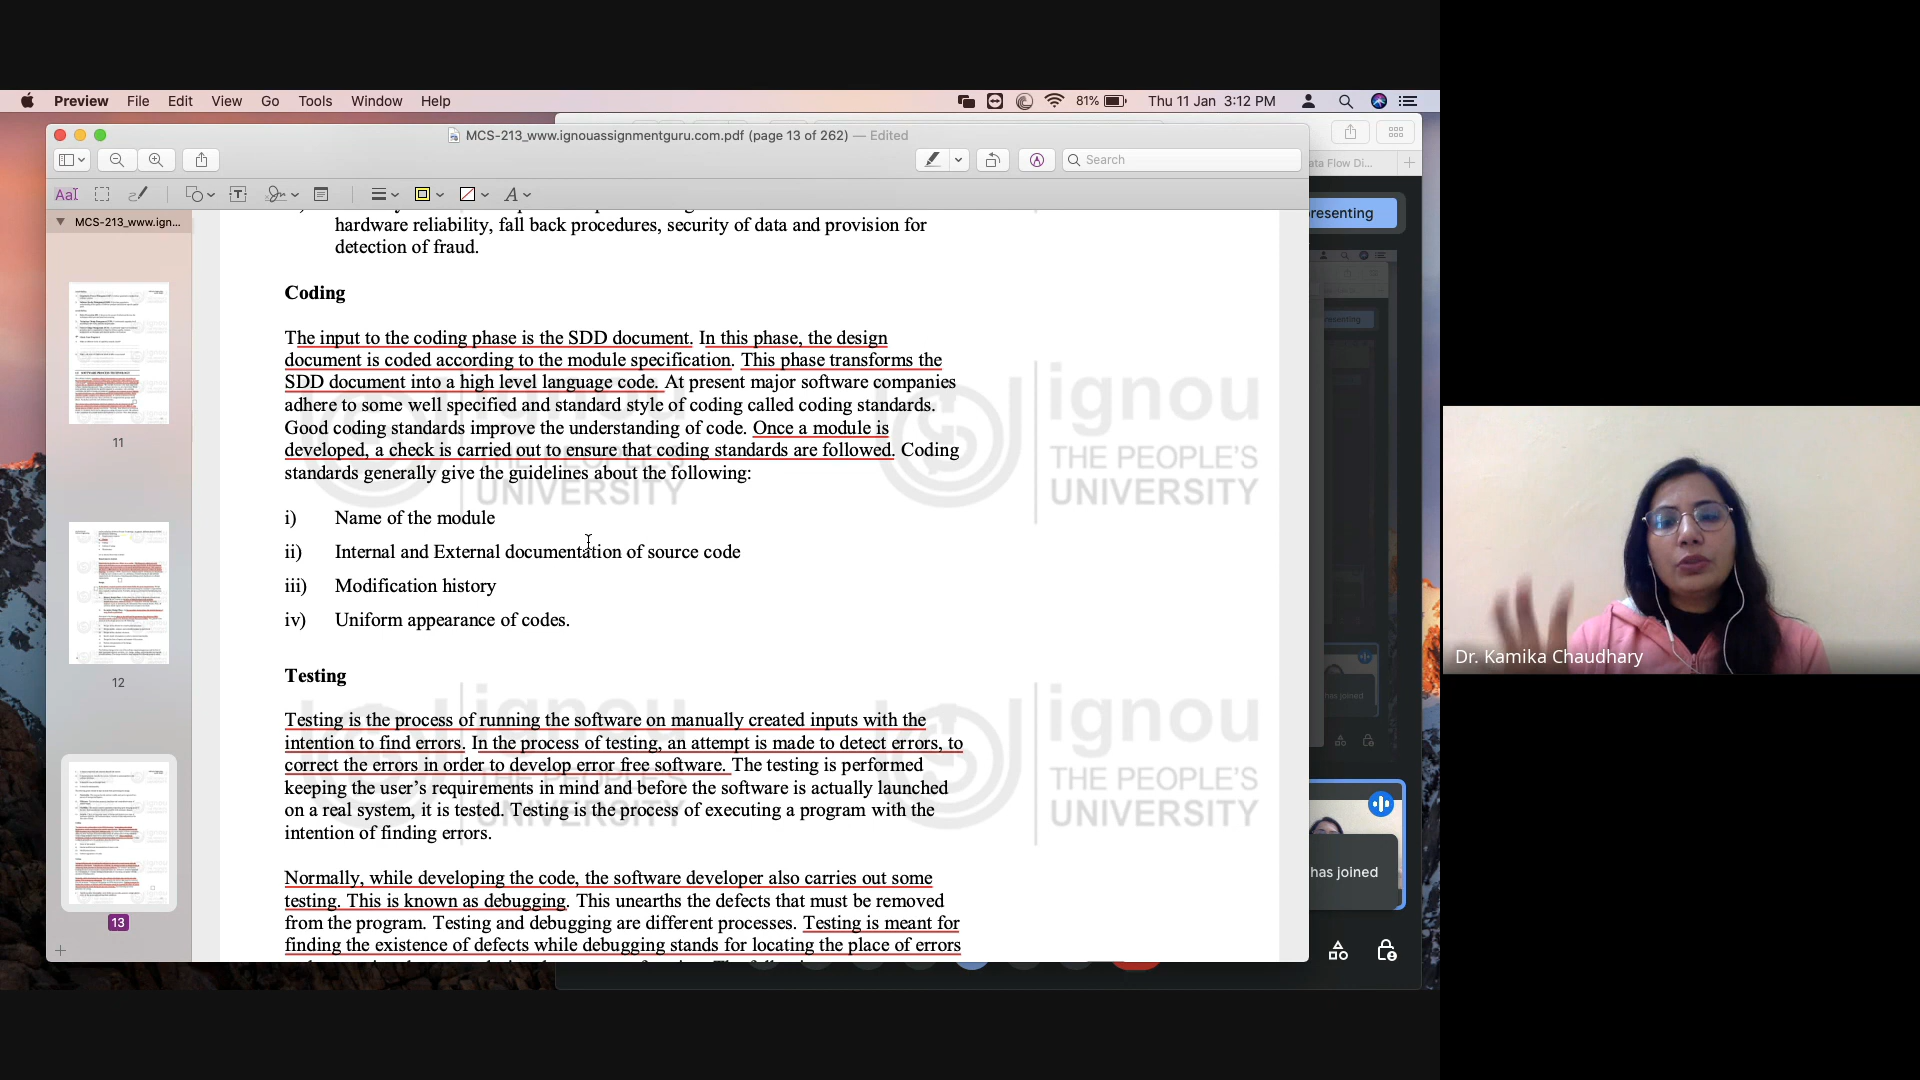 Preview File Edit View Go Tools Window Help
81% Thu 11 Jan 3:12 PM
MCS-213_www.ignouassignmentguru.com.pdf (page 13 of 262) — Edited
Search
MCS-213_www.ign...
11
12
13
hardware reliability, fall back procedures, security of data and provision for
detection of fraud.
Coding
The input to the coding phase is the SDD document. In this phase, the design
document is coded according to the module specification. This phase transforms the
SDD document into a high level language code. At present major software companies
adhere to some well specified and standard style of coding called coding standards.
Good coding standards improve the understanding of code. Once a module is
developed, a check is carried out to ensure that coding standards are followed. Coding
standards generally give the guidelines about the following:
i) Name of the module
ii) Internal and External documentation of source code
iii) Modification history
iv) Uniform appearance of codes.
Testing
Testing is the process of running the software on manually created inputs with the
intention to find errors. In the process of testing, an attempt is made to detect errors, to
correct the errors in order to develop error free software. The testing is performed
keeping the user's requirements in mind and before the software is actually launched
on a real system, it is tested. Testing is the process of executing a program with the
intention of finding errors.
Normally, while developing the code, the software developer also carries out some
testing. This is known as debugging. This unearths the defects that must be removed
from the program. Testing and debugging are different processes. Testing is meant for
finding the existence of defects while debugging stands for locating the place of errors
ignou
THE PEOPLE'S
UNIVERSITY
ignou
THE PEOPLE'S
UNIVERSITY
ignou
THE PEOPLE'S
UNIVERSITY
ignou
THE PEOPLE'S
UNIVERSITY
ata Flow Di...
resenting
has joined
has joined
Dr. Kamika Chaudhary